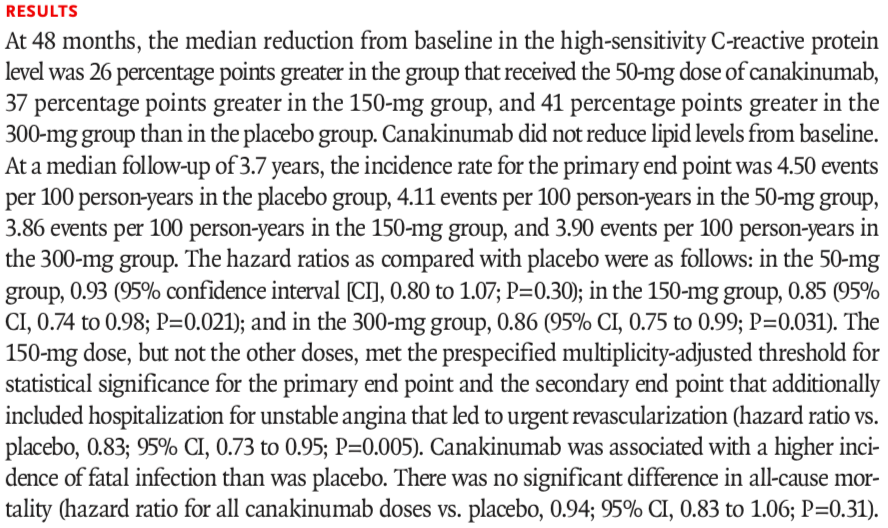 RESULTS
At 48 months, the median reduction from baseline in the high-sensitivity C-reactive protein
level was 26 percentage points greater in the group that received the 50-mg dose of canakinumab,
37 percentage points greater in the 150-mg group, and 41 percentage points greater in the
300-mg group than in the placebo group. Canakinumab did not reduce lipid levels from baseline.
At a median follow-up of 3.7 years, the incidence rate for the primary end point was 4.50 events
per 100 person-years in the placebo group, 4.11 events per 100 person-years in the 50-mg group,
3.86 events per 100 person-years in the 150-mg group, and 3.90 events per 100 person-years in
the 300-mg group. The hazard ratios as compared with placebo were as follows: in the 50-mg
group, 0.93 (95% confidence interval [CI], 0.80 to 1.07; P=0.30); in the 150-mg group, 0.85 (95%
CI, 0.74 to 0.98; P=0.021); and in the 300-mg group, 0.86 (95% CI, 0.75 to 0.99; P=0.031). The
150-mg dose, but not the other doses, met the prespecified multiplicity-adjusted threshold for
statistical significance for the primary end point and the secondary end point that additionally
included hospitalization for unstable angina that led to urgent revascularization (hazard ratio vs.
placebo, 0.83; 95% CI, 0.73 to 0.95; P=0.005). Canakinumab was associated with a higher inci-
dence of fatal infection than was placebo. There was no significant difference in all-cause mor-
tality (hazard ratio for all canakinumab doses vs. placebo, 0.94; 95% CI, 0.83 to 1.06; P=0.31).